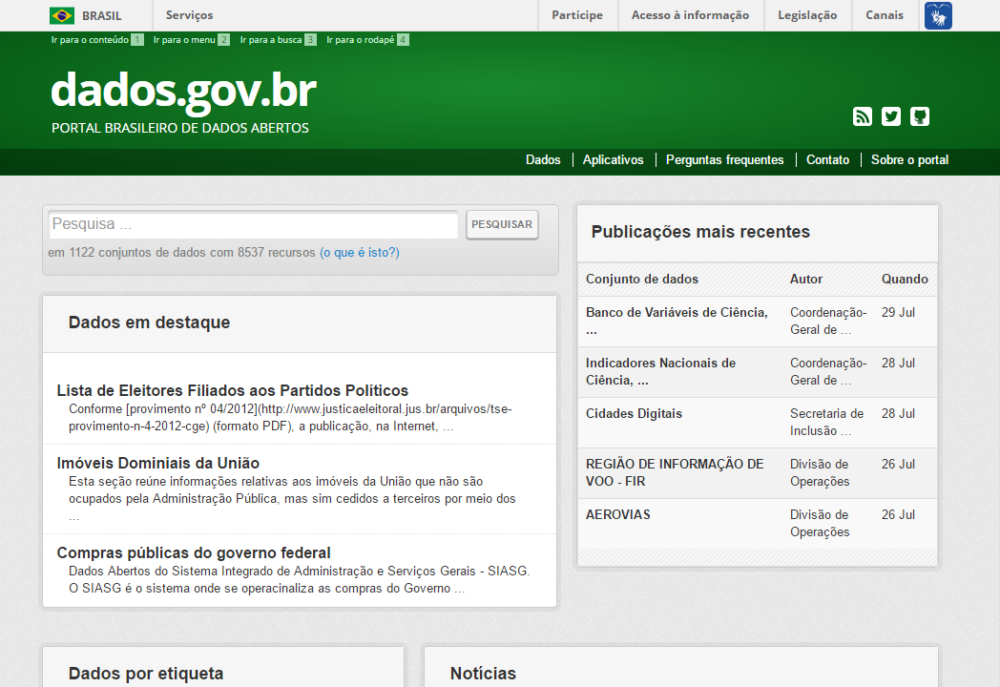 BRASIL
Serviços
Participe
Acesso à informação
Legislação
Canais
Ir para o conteúdo 1
Ir para o menu 2
Ir para a busca 3
Ir para o rodapé 4
dados.gov.br
PORTAL BRASILEIRO DE DADOS ABERTOS
Dados
Aplicativos
Perguntas frequentes
Contato
Sobre o portal
Pesquisa ...
PESQUISAR
em 1122 conjuntos de dados com 8537 recursos (o que é isto?)
Dados em destaque
Lista de Eleitores Filiados aos Partidos Políticos
Conforme [provimento nº 04/2012](http://www.justicaeleitoral.jus.br/arquivos/tse-
provimento-n-4-2012-cge) (formato PDF), a publicação, na Internet, ...
Imóveis Dominiais da União
Esta seção reúne informações relativas aos imóveis da União que não são
ocupados pela Administração Pública, mas sim cedidos a terceiros por meio dos
...
Compras públicas do governo federal
Dados Abertos do Sistema Integrado de Administração e Serviços Gerais - SIASG.
O SIASG é o sistema onde se operacinaliza as compras do Governo ...
Publicações mais recentes
Conjunto de dados Autor Quando
Banco de Variáveis de Ciência, Coordenação- 29 Jul
... Geral de ...
Indicadores Nacionais de Coordenação- 28 Jul
Ciência, ... Geral de ...
Cidades Digitais Secretaria de 28 Jul
Inclusão ...
REGIÃO DE INFORMAÇÃO DE Divisão de 26 Jul
VOO - FIR Operações
AEROVIAS Divisão de 26 Jul
Operações
Dados por etiqueta
Notícias